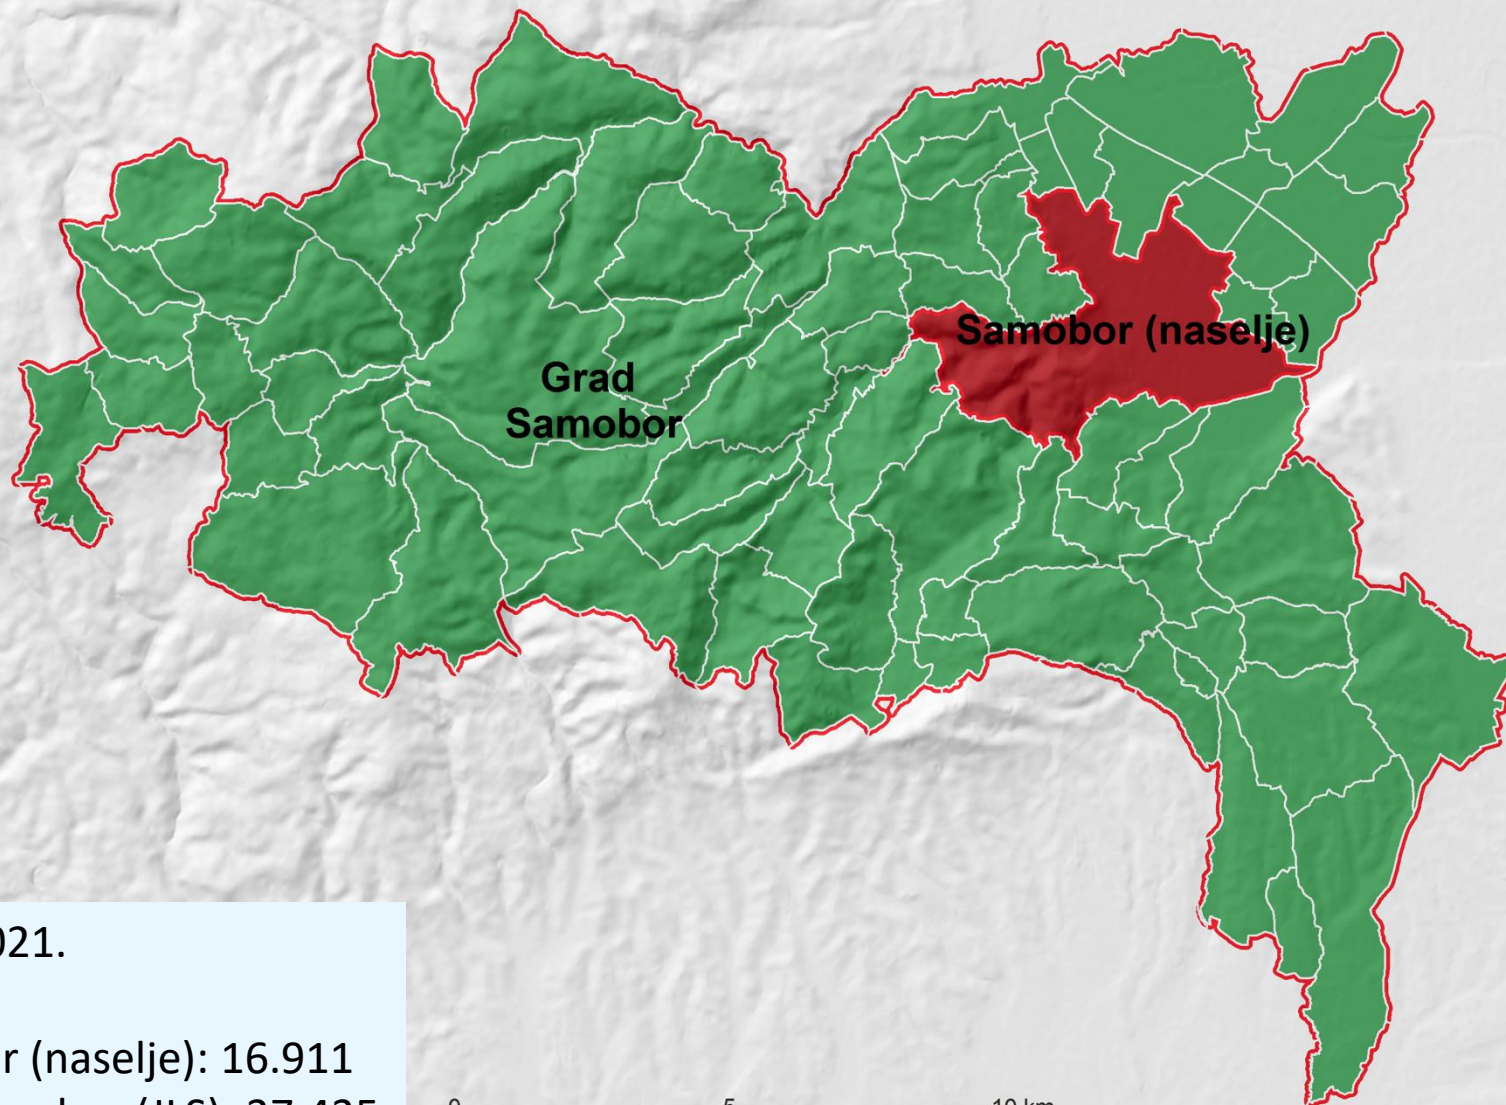 Samobor (naselje)
Grad
Samobor
021.
r (naselje): 16.911
0 5 10 km